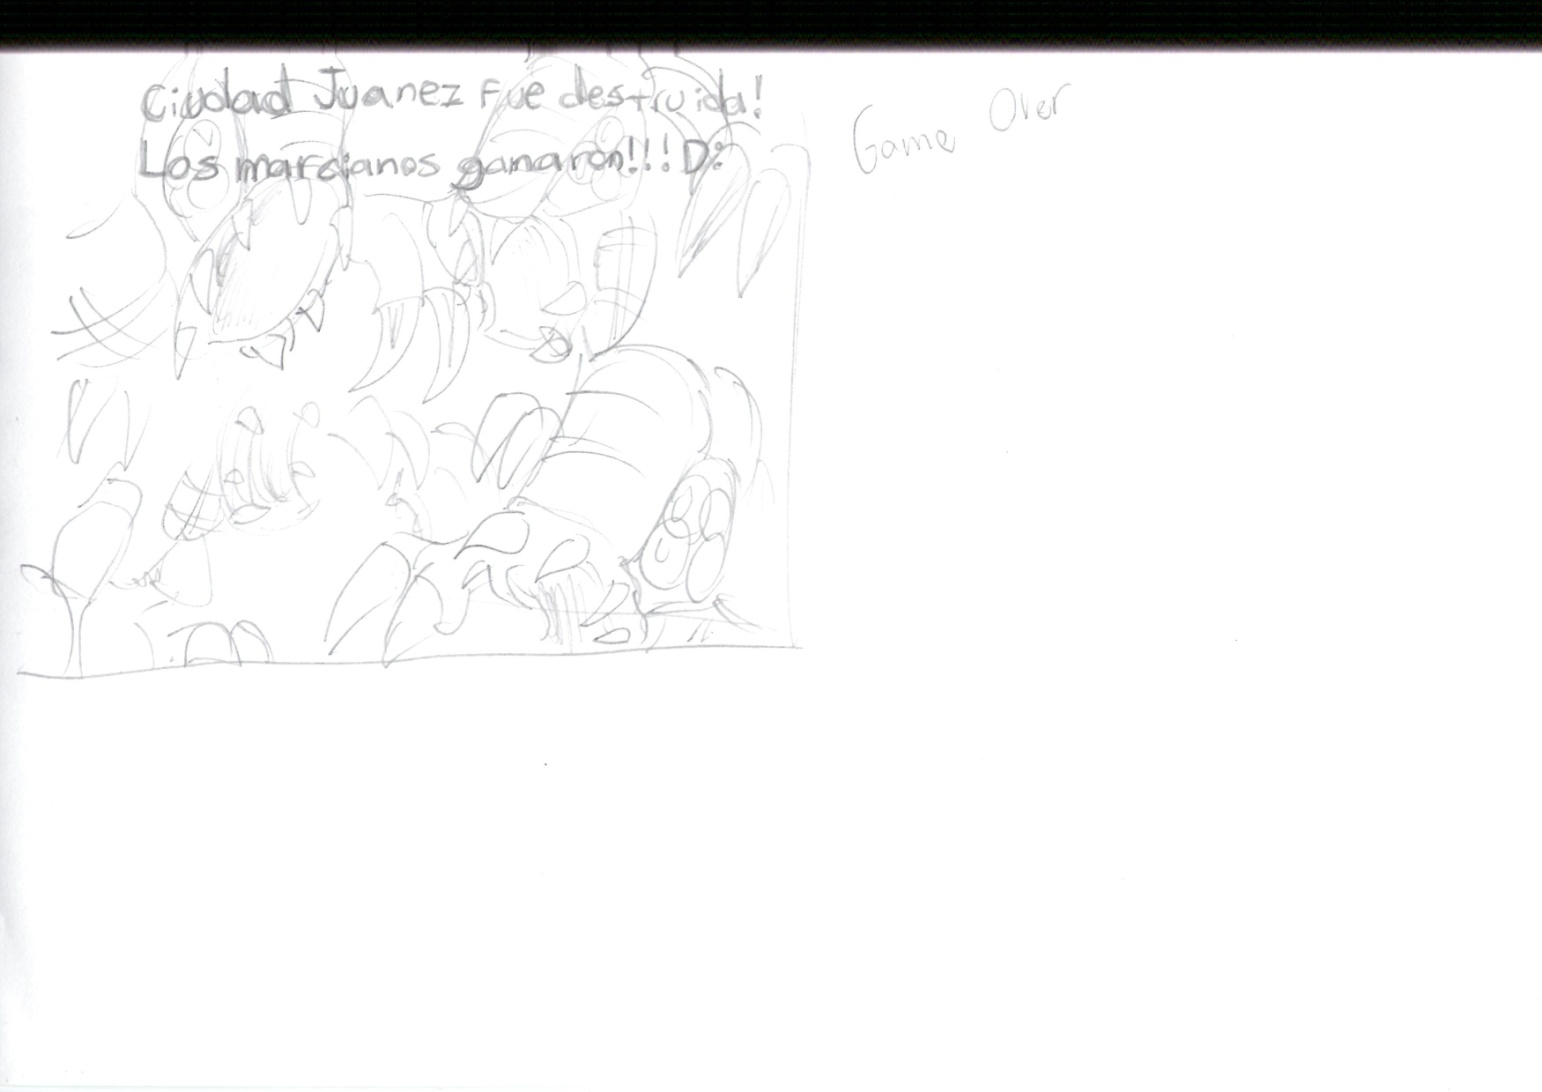 Ciudad Juanez Fue destruida!
Los marcianos ganaron!!! D:
Game Over